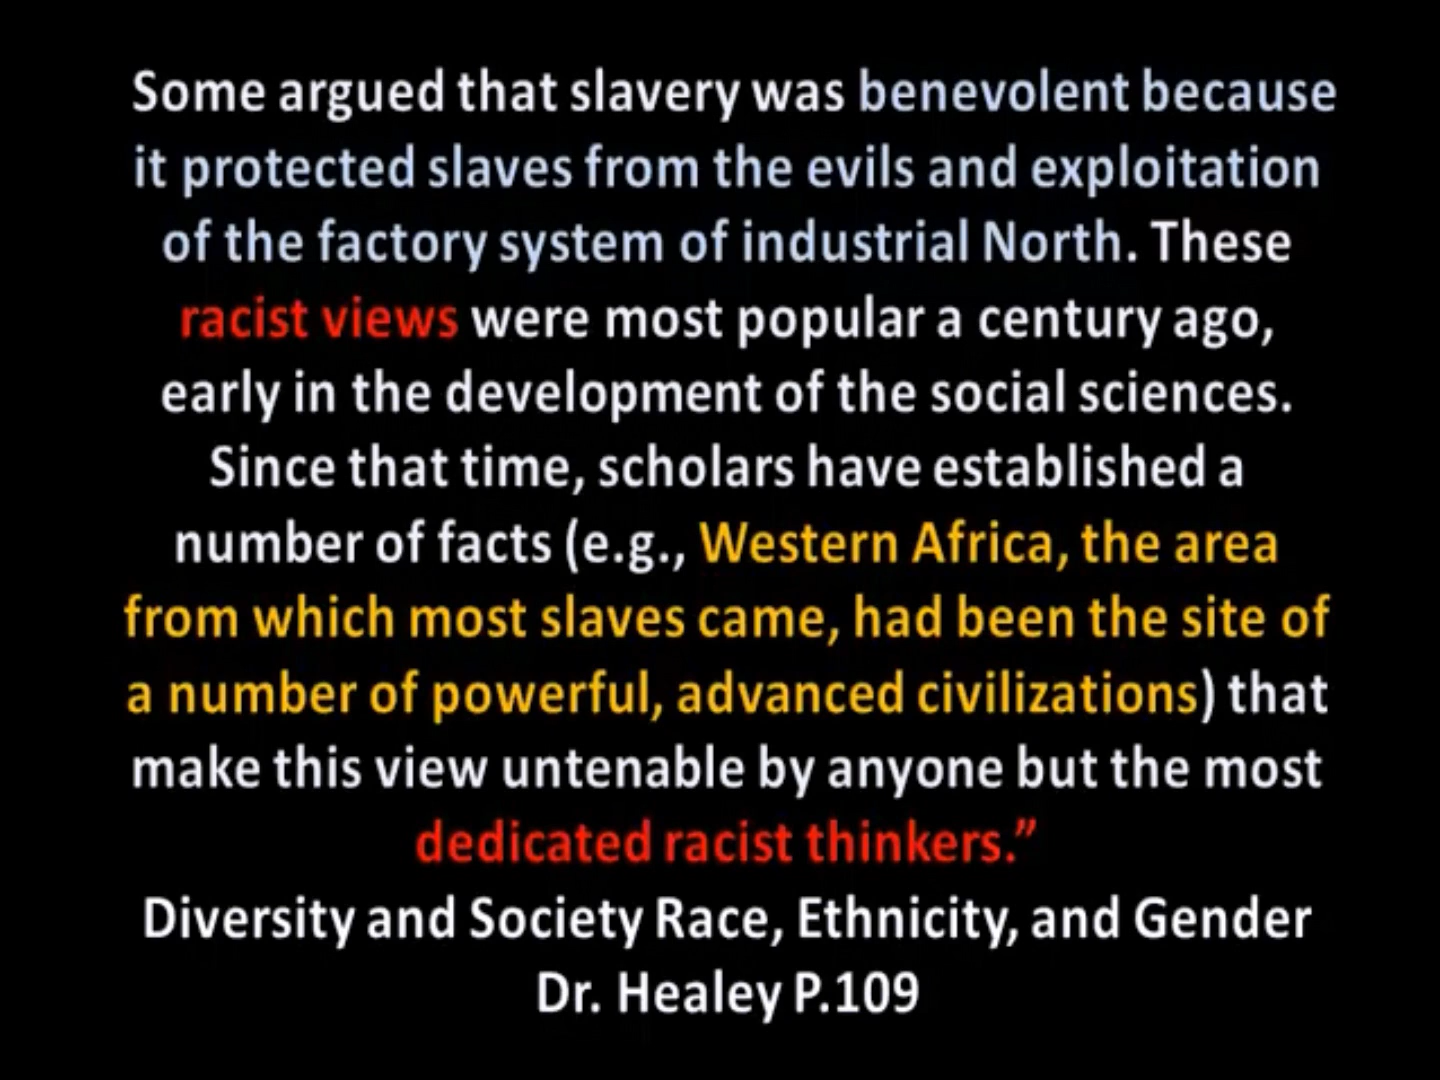 Some argued that slavery was benevolent because
it protected slaves from the evils and exploitation
of the factory system of industrial North. These
racist views were most popular a century ago,
early in the development of the social sciences.
Since that time, scholars have established a
number of facts (e.g., Western Africa, the area
from which most slaves came, had been the site of
a number of powerful, advanced civilizations) that
make this view untenable by anyone but the most
dedicated racist thinkers.”
Diversity and Society Race, Ethnicity, and Gender
Dr. Healey P.109